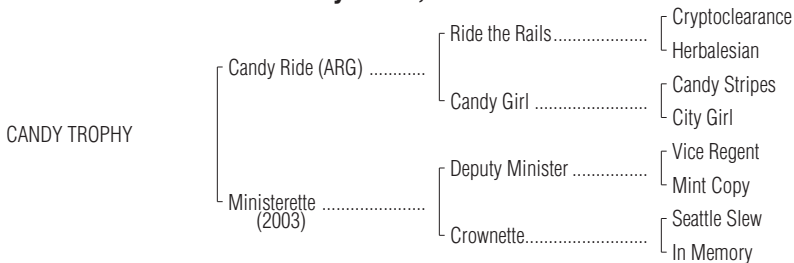 Cryptoclearance
Ride the Rails....................
Herbalesian
Candy Ride (ARG) ............
Candy Stripes
Candy Girl ........................
City Girl
CANDY TROPHY
Vice Regent
Deputy Minister ................
Mint Copy
Ministerette ......................
(2003)
Seattle Slew
Crownette..........................
In Memory